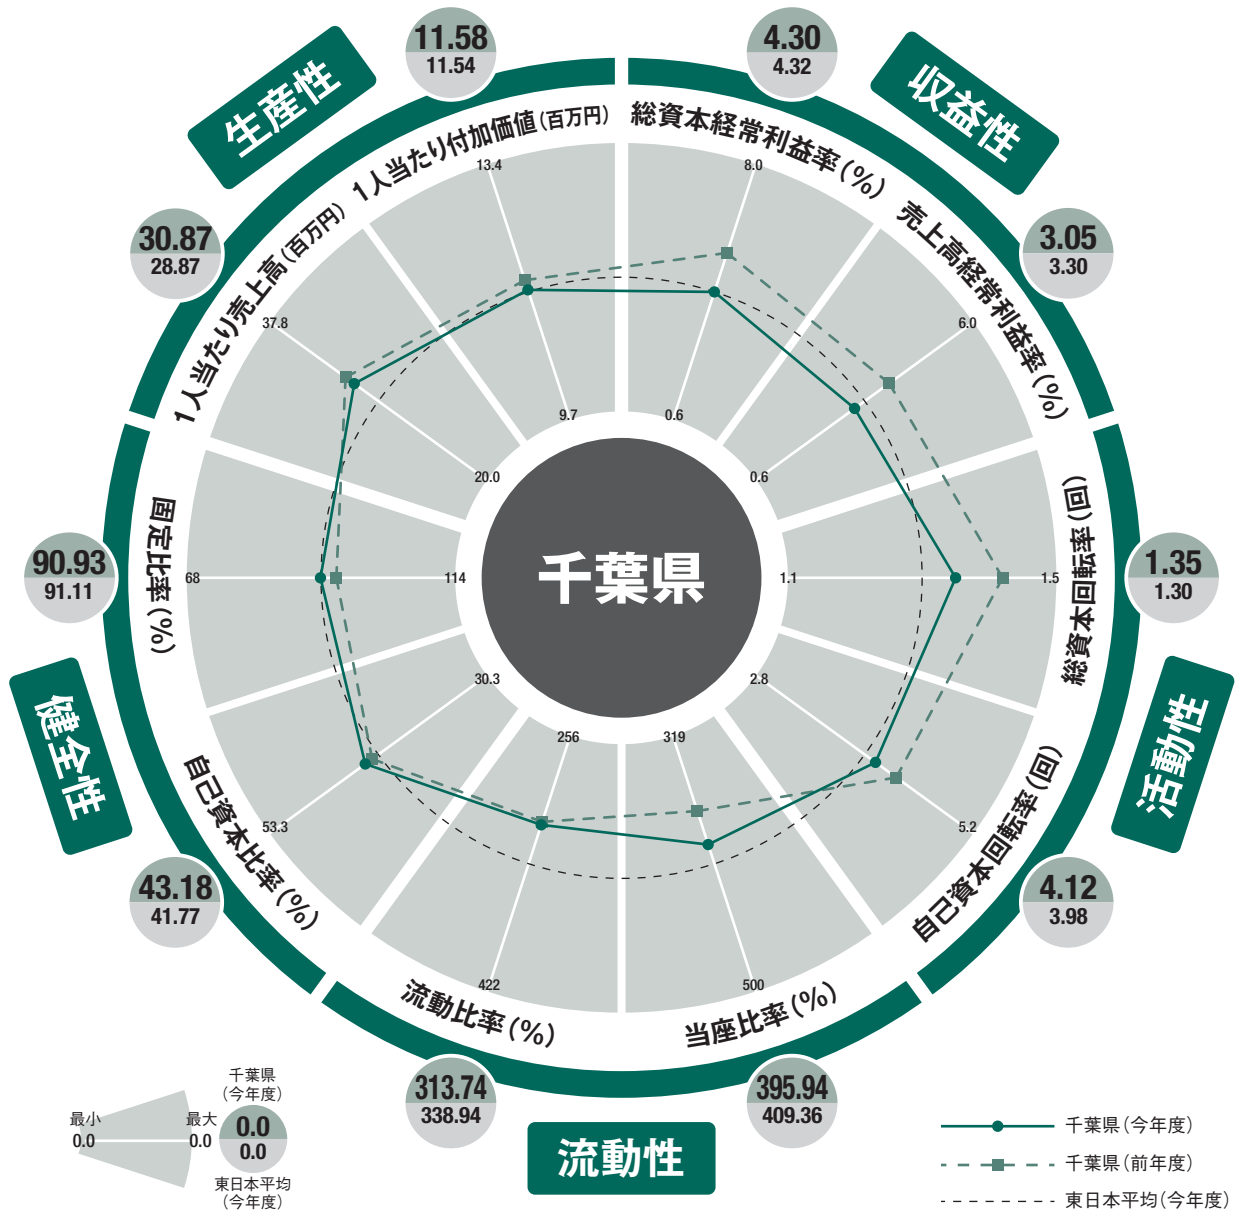 生産性
11.58
11.54
4.30
4.32
収益性
1人当たり付加価値(百万円)
13.4
9.7
総資本経常利益率(%)
8.0
0.6
30.87
28.87
1人当たり売上高(百万円)
37.8
20.0
売上高経常利益率(%)
6.0
0.6
3.05
3.30
90.93
91.11
固定比率(%)
68
114
千葉県
1.1
1.5
総資本回転率(回)
1.35
1.30
健全性
自己資本比率(%)
30.3
53.3
43.18
41.77
256
422
流動比率(%)
313.74
338.94
流動性
319
500
当座比率(%)
395.94
409.36
2.8
5.2
自己資本回転率(回)
4.12
3.98
活動性
千葉県
(今年度)
最小
0.0
最大
0.0
0.0
0.0
東日本平均
(今年度)
千葉県(今年度)
千葉県(前年度)
東日本平均(今年度)